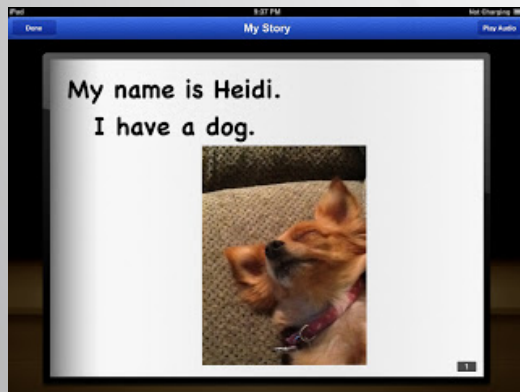 iPad 9:37 PM Not Charging
Done My Story Play Audio
My name is Heidi.
I have a dog.
1